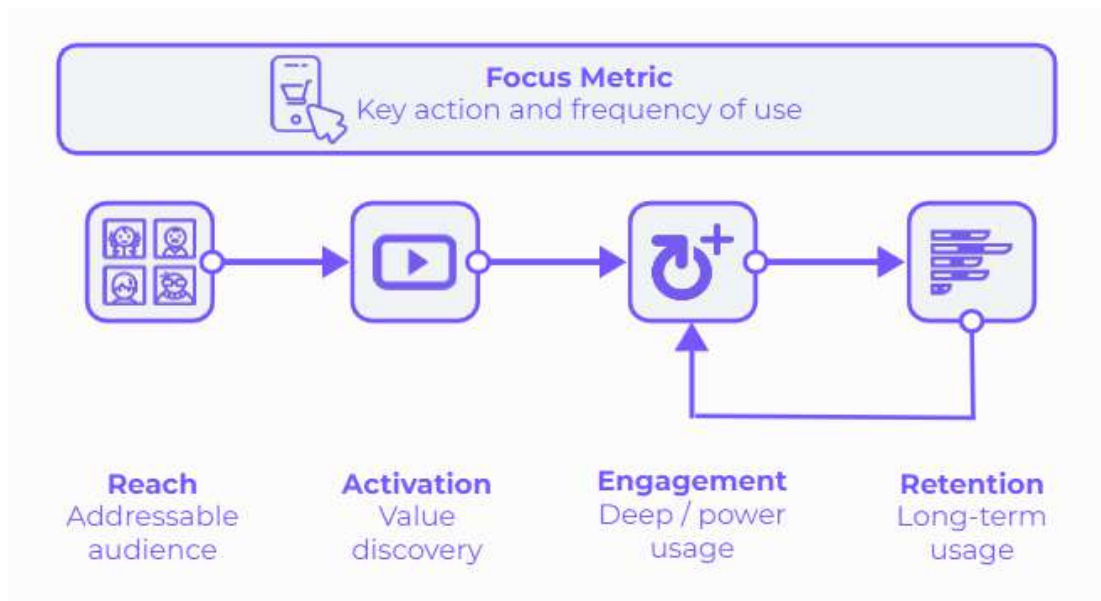 Focus Metric
Key action and frequency of use
Reach
Addressable
audience
Activation
Value
discovery
Engagement
Deep / power
usage
Retention
Long-term
usage